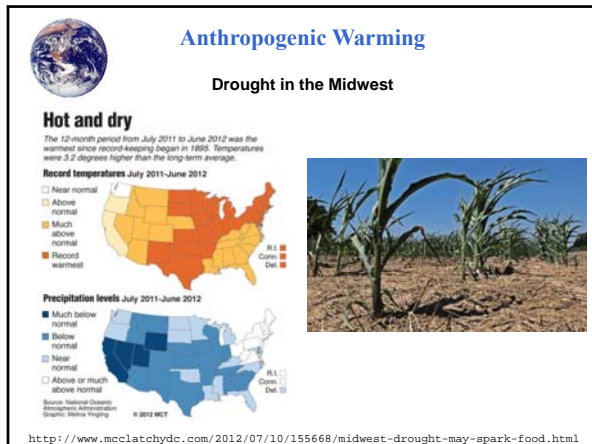 Anthropogenic Warming
Drought in the Midwest
Hot and dry
The 12-month period from July 2011 to June 2012 was the
warmest since record-keeping began in 1895. Temperatures
were 3.2 degrees higher than the long-term average.
Record temperatures July 2011-June 2012
Near normal
Above
normal
Much
above
normal
Record
warmest
R.I.
Conn.
Del.
Precipitation levels July 2011-June 2012
Much below
normal
Below
normal
Near
normal
Above or much
above normal
R.I.
Conn.
Del.
Source: National Oceanic
Atmospheric Administration
Graphic: Melina Yingling
© 2012 MCT
http://www.mcclatchydc.com/2012/07/10/155668/midwest-drought-may-spark-food.html